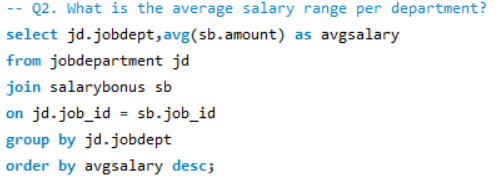 -- Q2. What is the average salary range per department?
select jd.jobdept,avg(sb.amount) as avgsalary
from jobdepartment jd
join salarybonus sb
on jd.job_id = sb.job_id
group by jd.jobdept
order by avgsalary desc;